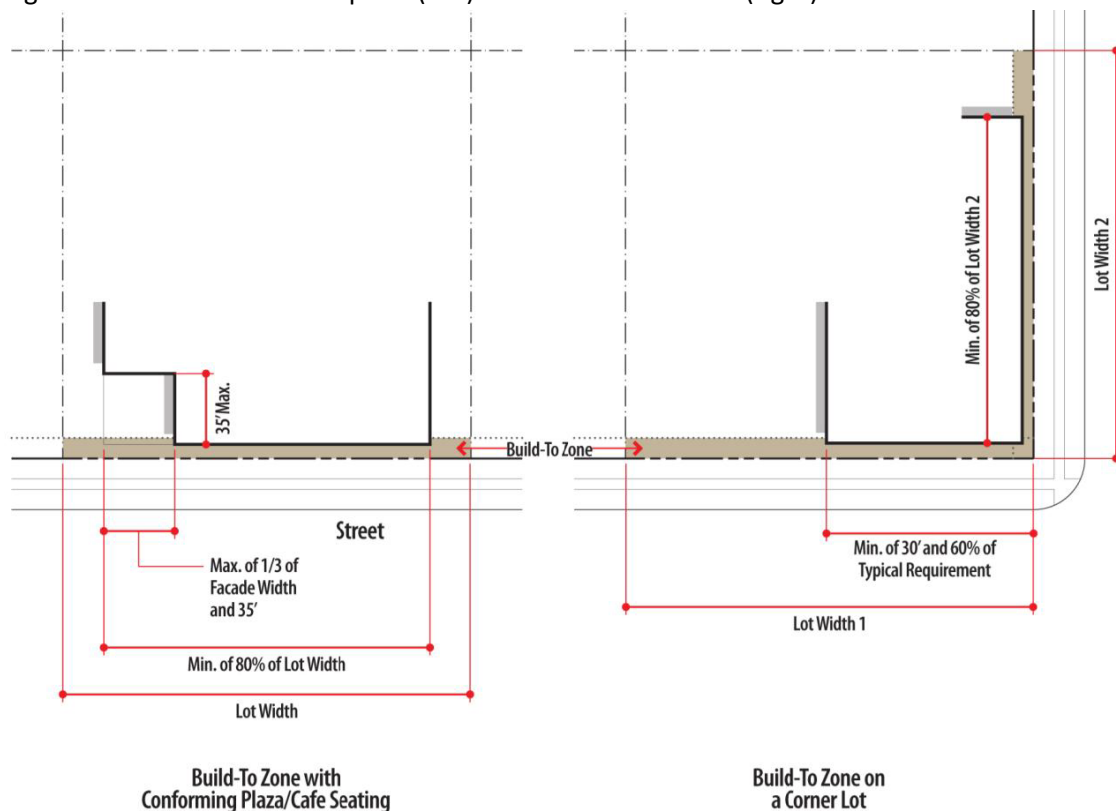 35' Max.
Build-To Zone
Street
Max. of 1/3 of
Facade Width
and 35'
Min. of 80% of Lot Width
Lot Width
Build-To Zone with
Conforming Plaza/Cafe Seating
Min. of 80% of Lot Width 2
Lot Width 2
Min. of 30' and 60% of
Typical Requirement
Lot Width 1
Build-To Zone on
a Corner Lot